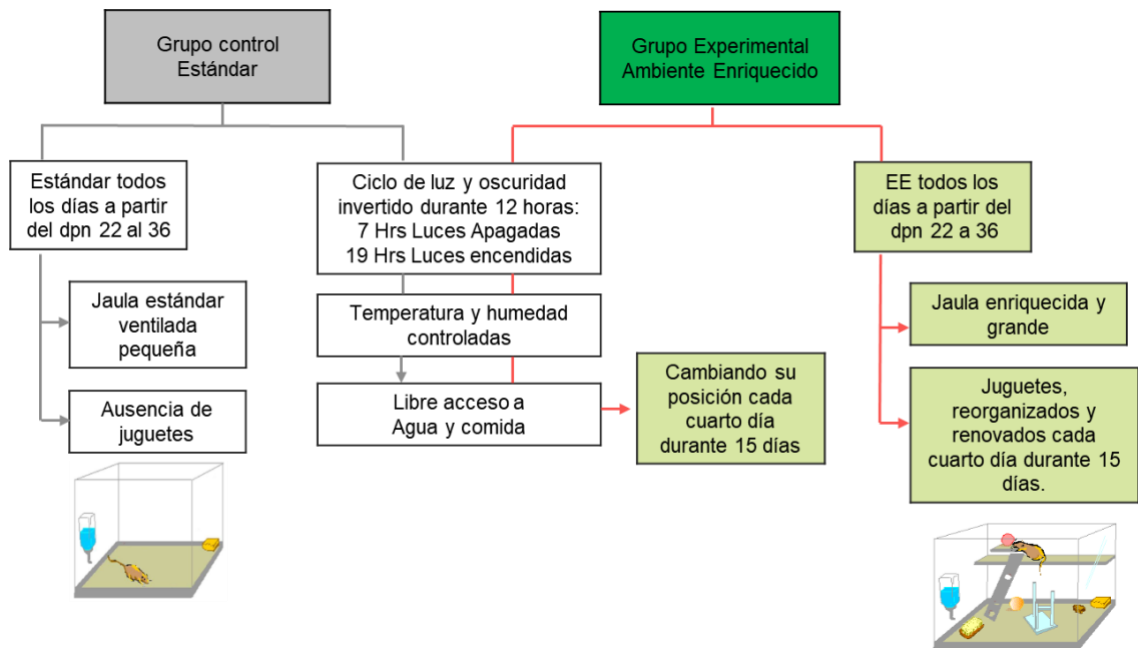 Grupo control
Estándar
Grupo Experimental
Ambiente Enriquecido
Estándar todos
los días a partir
del dpn 22 al 36
Ciclo de luz y oscuridad
invertido durante 12 horas:
7 Hrs Luces Apagadas
19 Hrs Luces encendidas
EE todos los
días a partir del
dpn 22 a 36
Jaula estándar
ventilada
pequeña
Temperatura y humedad
controladas
Jaula enriquecida y
grande
Ausencia de
juguetes
Libre acceso a
Agua y comida
Cambiando su
posición cada
cuarto día
durante 15 días
Juguetes,
reorganizados y
renovados cada
cuarto día durante 15
días.